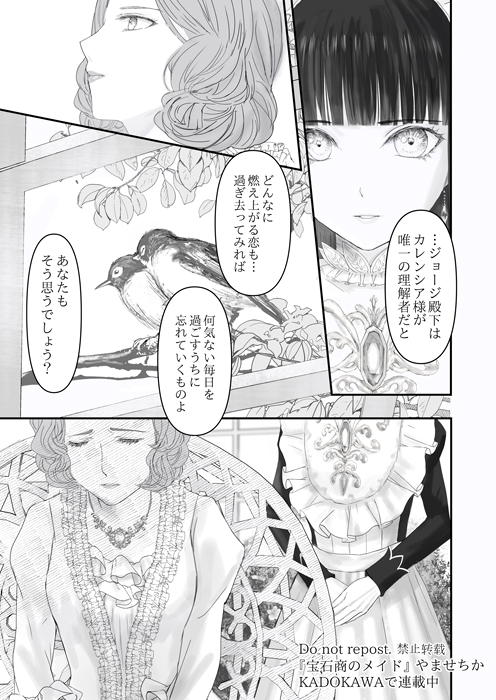 …ジョージ殿下は
カレンシア様が
唯一の理解者だと
どんなに
燃え上がる恋も…
過ぎ去ってみれば
何気ない毎日を
過ごすうちに
忘れていくものよ
あなたも
そう思うでしょう？
Do not repost. 禁止转载
『宝石商のメイド』やませちか
KADOKAWAで連載中